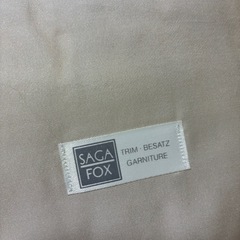 SAGA
FOX
TRIM · BESATZ
GARNITURE